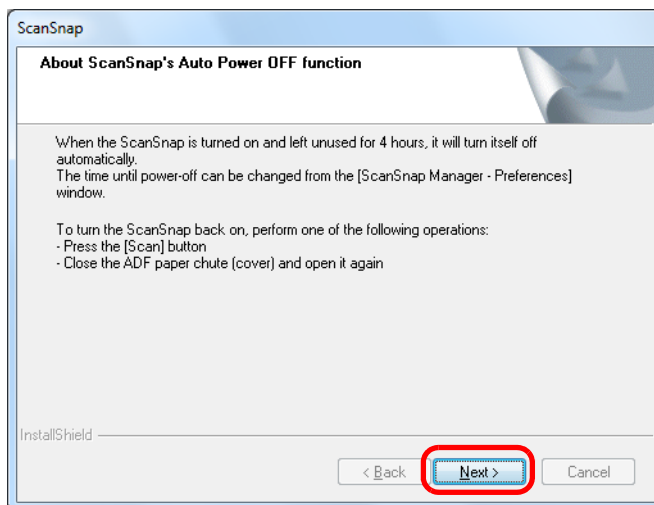 ScanSnap
About ScanSnap's Auto Power OFF function
When the ScanSnap is turned on and left unused for 4 hours, it will turn itself off
automatically.
The time until power-off can be changed from the [ScanSnap Manager - Preferences]
window.
To turn the ScanSnap back on, perform one of the following operations:
- Press the [Scan] button
- Close the ADF paper chute (cover) and open it again
InstallShield
< Back Next > Cancel